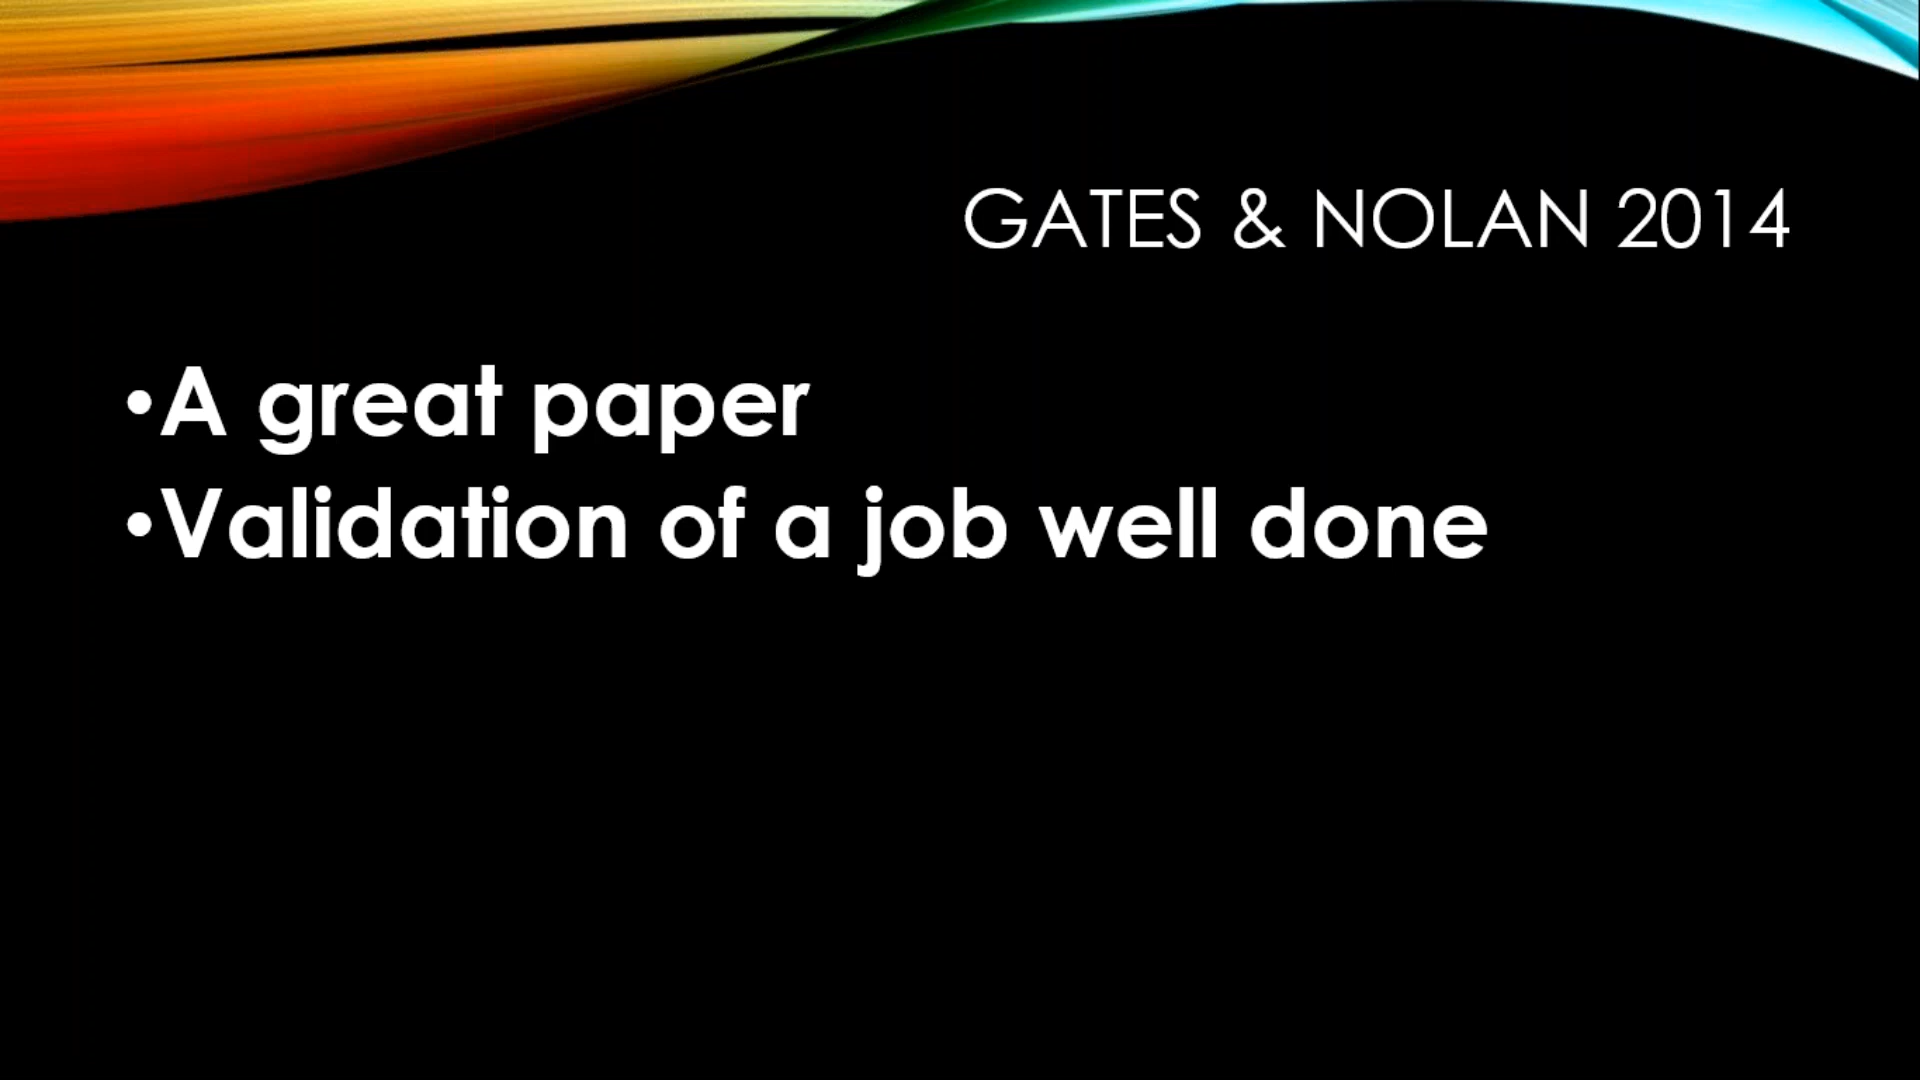 GATES & NOLAN 2014
•A great paper
•Validation of a job well done